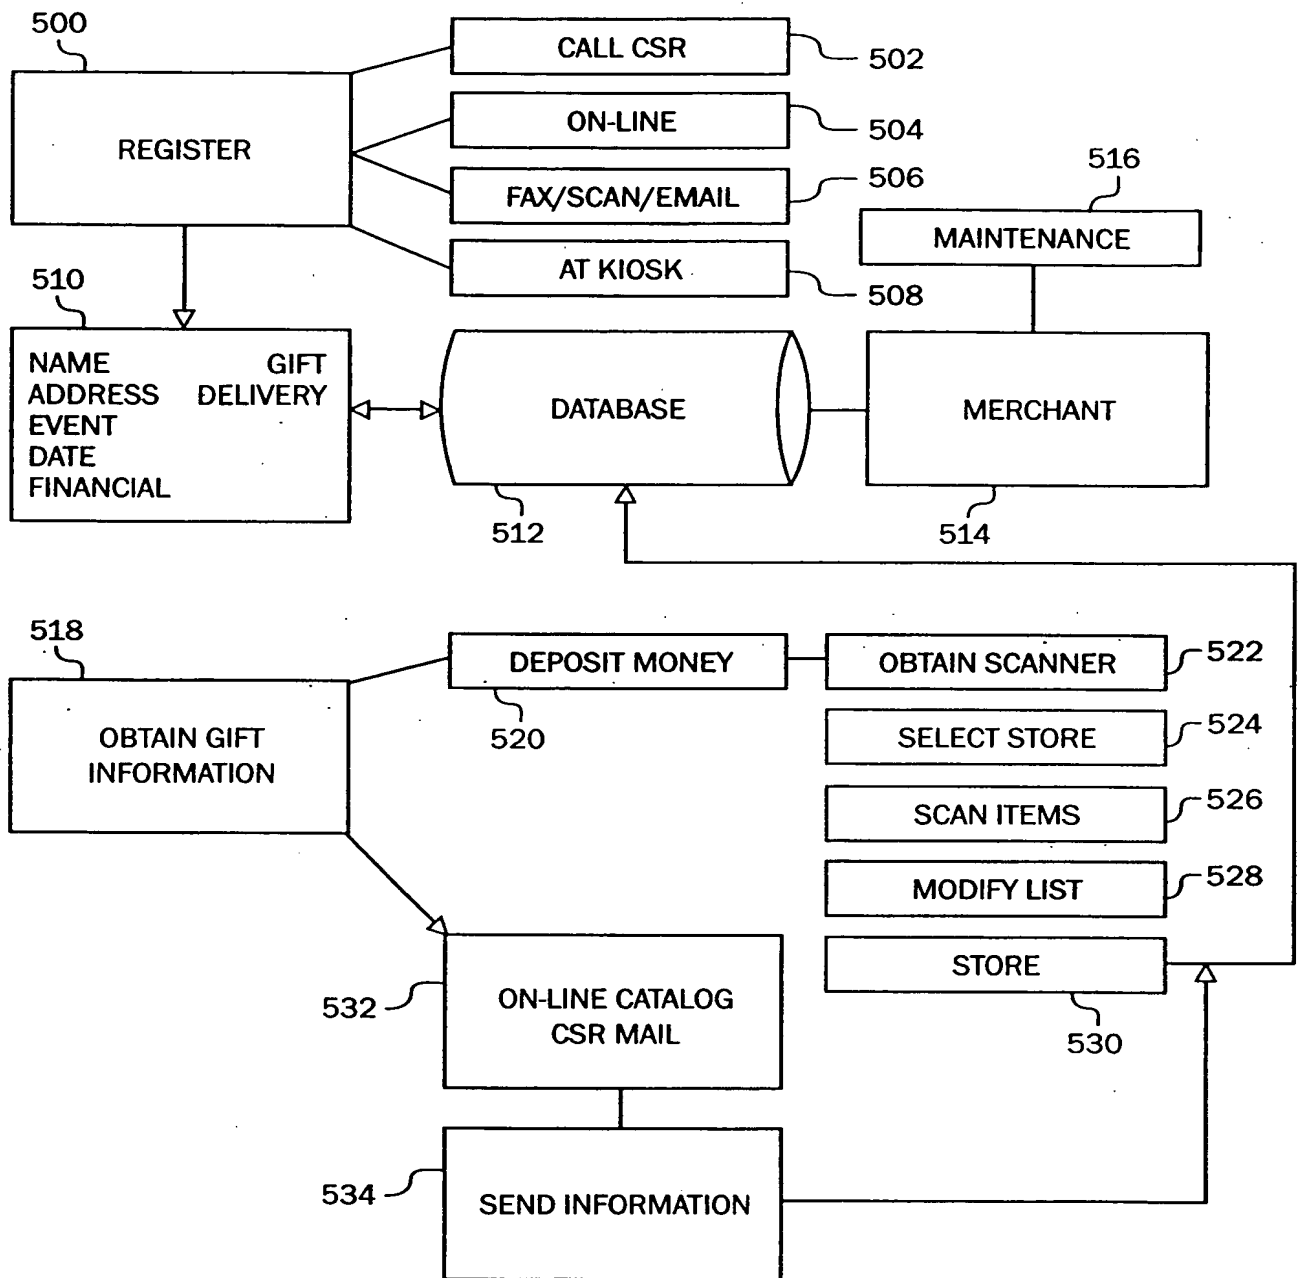 500
CALL CSR
502
REGISTER
ON-LINE
504
FAX/SCAN/EMAIL
506
516
MAINTENANCE
AT KIOSK
508
510
NAME GIFT
ADDRESS DELIVERY
EVENT
DATE
FINANCIAL
DATABASE
512
MERCHANT
514
518
OBTAIN GIFT
INFORMATION
DEPOSIT MONEY
520
OBTAIN SCANNER
522
SELECT STORE
524
SCAN ITEMS
526
MODIFY LIST
528
STORE
530
532
ON-LINE CATALOG
CSR MAIL
534
SEND INFORMATION